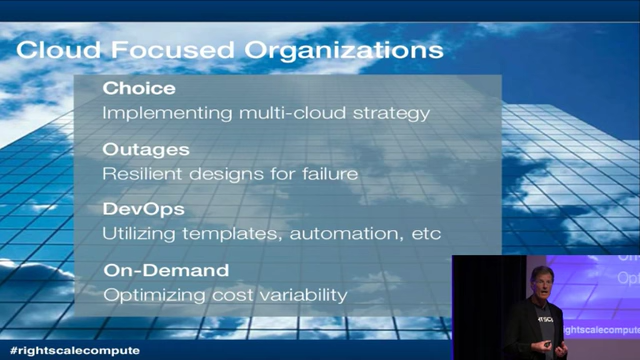 Cloud Focused Organizations
Choice
Implementing multi-cloud strategy
Outages
Resilient designs for failure
DevOps
Utilizing templates, automation, etc
On-Demand
Optimizing cost variability
#rightscalecompute
rightscalecompute